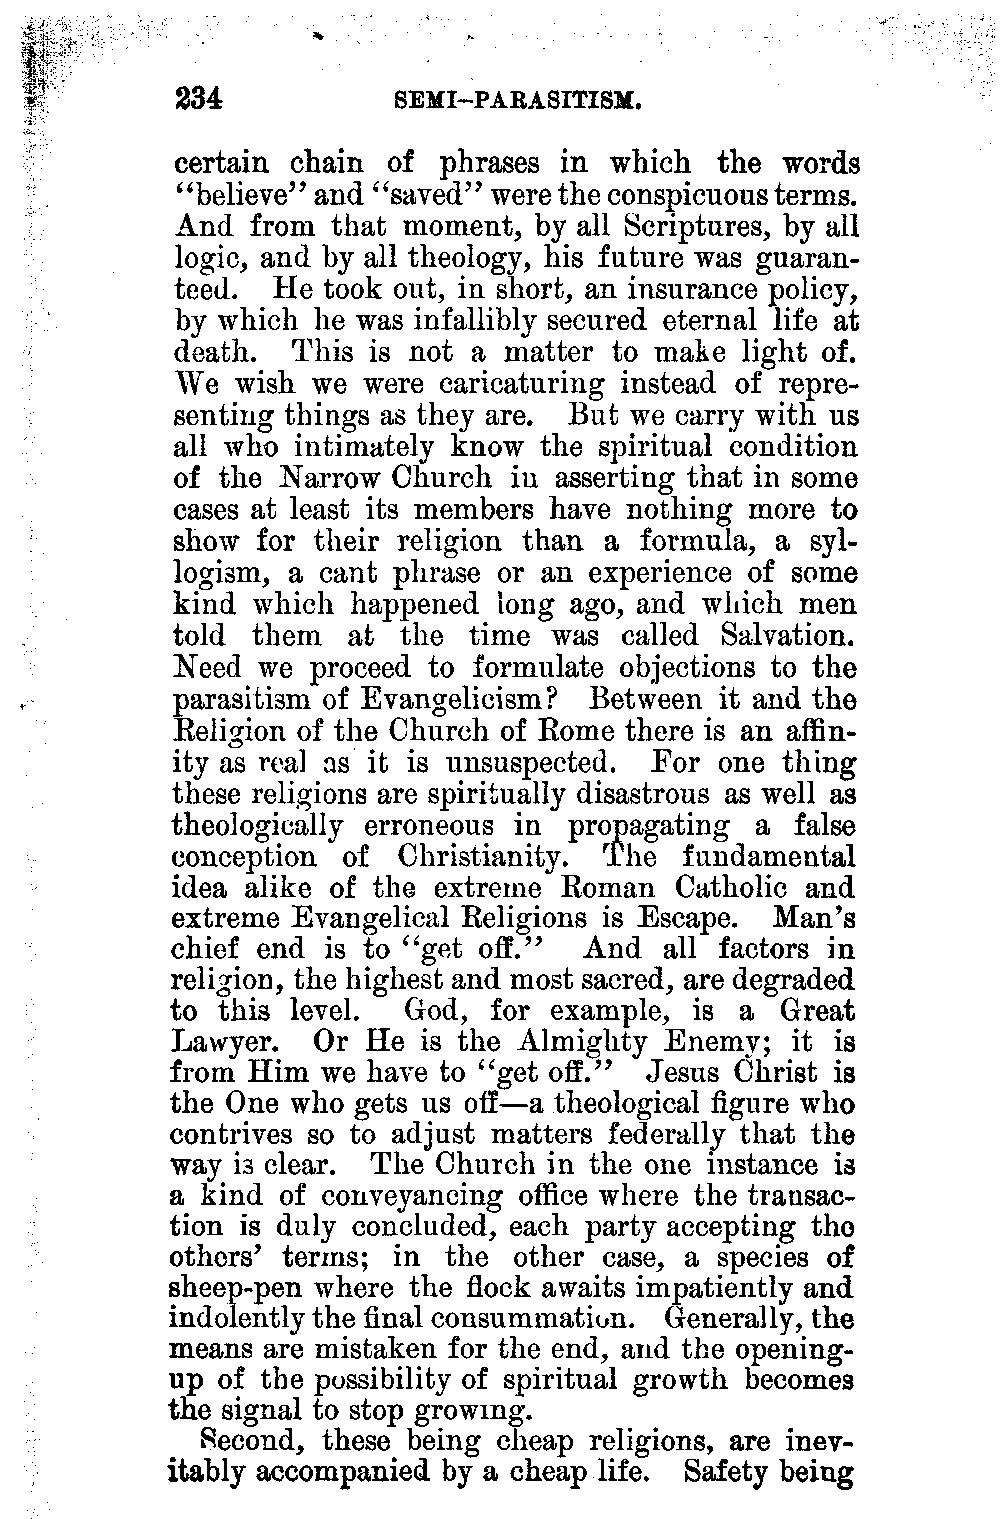 234 SEMI-PARASITISM.
certain chain of phrases in which the words
“believe” and “saved” were the conspicuous terms.
And from that moment, by all Scriptures, by all
logic, and by all theology, his future was guaran-
teed. He took out, in short, an insurance policy,
by which he was infallibly secured eternal life at
death. This is not a matter to make light of.
We wish we were caricaturing instead of repre-
senting things as they are. But we carry with us
all who intimately know the spiritual condition
of the Narrow Church in asserting that in some
cases at least its members have nothing more to
show for their religion than a formula, a syl-
logism, a cant phrase or an experience of some
kind which happened long ago, and which men
told them at the time was called Salvation.
Need we proceed to formulate objections to the
parasitism of Evangelicism? Between it and the
Religion of the Church of Rome there is an affin-
ity as real as it is unsuspected. For one thing
these religions are spiritually disastrous as well as
theologically erroneous in propagating a false
conception of Christianity. The fundamental
idea alike of the extreme Roman Catholic and
extreme Evangelical Religions is Escape. Man’s
chief end is to “get off.” And all factors in
religion, the highest and most sacred, are degraded
to this level. God, for example, is a Great
Lawyer. Or He is the Almighty Enemy; it is
from Him we have to “get off.” Jesus Christ is
the One who gets us off—a theological figure who
contrives so to adjust matters federally that the
way is clear. The Church in the one instance is
a kind of conveyancing office where the transac-
tion is duly concluded, each party accepting the
others’ terms; in the other case, a species of
sheep-pen where the flock awaits impatiently and
indolently the final consummation. Generally, the
means are mistaken for the end, and the opening-
up of the possibility of spiritual growth becomes
the signal to stop growing.
Second, these being cheap religions, are inev-
itably accompanied by a cheap life. Safety being